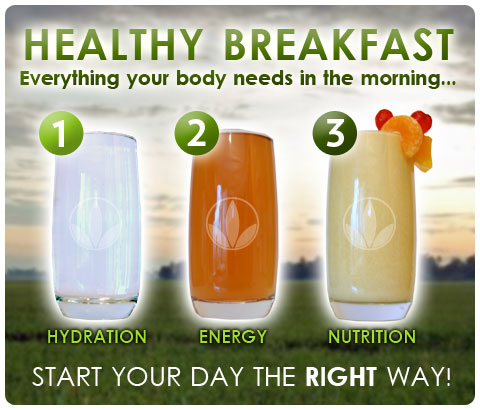 HEALTHY BREAKFAST
Everything your body needs in the morning...
1 2 3
HYDRATION ENERGY NUTRITION
START YOUR DAY THE RIGHT WAY!